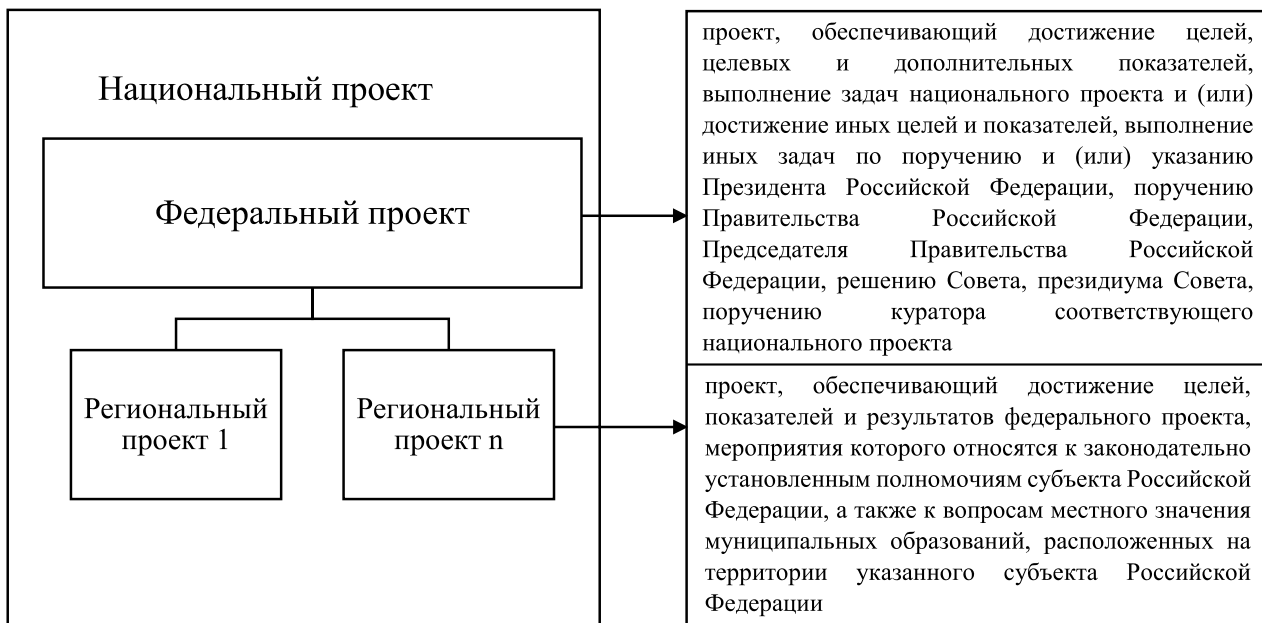 Национальный проект
Федеральный проект
Региональный
проект 1
Региональный
проект n
проект, обеспечивающий достижение целей,
целевых и дополнительных показателей,
выполнение задач национального проекта и (или)
достижение иных целей и показателей, выполнение
иных задач по поручению и (или) указанию
Президента Российской Федерации, поручению
Правительства Российской Федерации,
Председателя Правительства Российской
Федерации, решению Совета, президиума Совета,
поручению куратора соответствующего
национального проекта
проект, обеспечивающий достижение целей,
показателей и результатов федерального проекта,
мероприятия которого относятся к законодательно
установленным полномочиям субъекта Российской
Федерации, а также к вопросам местного значения
муниципальных образований, расположенных на
территории указанного субъекта Российской
Федерации